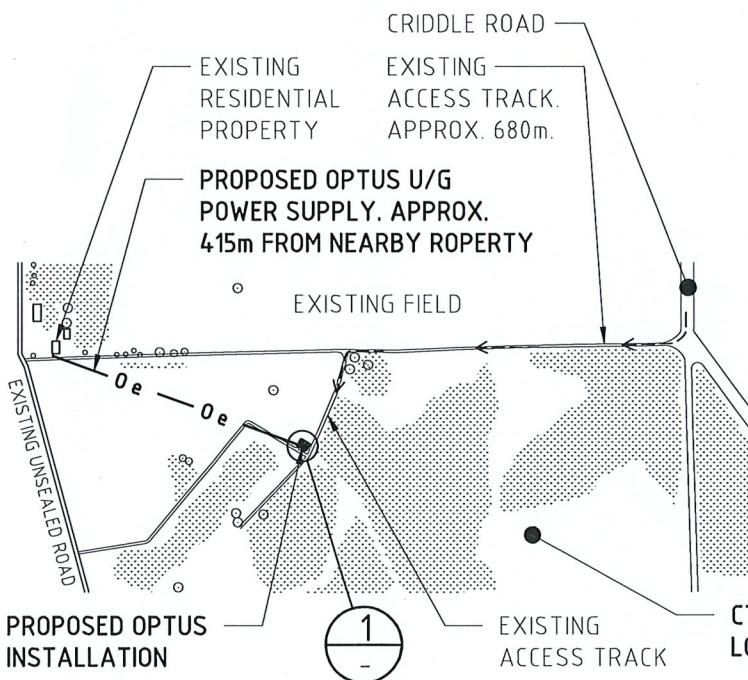 CRIDDLE ROAD
EXISTING
RESIDENTIAL
PROPERTY
EXISTING
ACCESS TRACK.
APPROX. 680m.
PROPOSED OPTUS U/G
POWER SUPPLY. APPROX.
415m FROM NEARBY ROPERTY
EXISTING FIELD
Oe
Oe
EXISTING UNSEALED ROAD
PROPOSED OPTUS
INSTALLATION
1
-
EXISTING
ACCESS TRACK